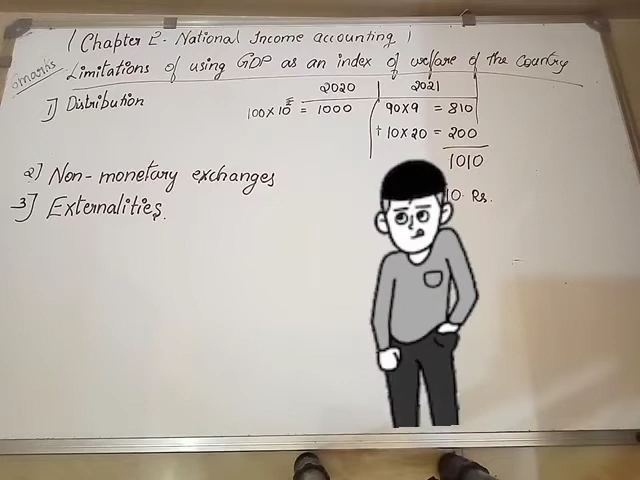 ( Chapter 2. National Income accounting )
6marks
Limitations of using GDP as an index of welfare of the Country
2020 | 2021
1] Distribution
100×10 = 1000
90×9 = 810
+ 10×20 = 200
1010
10. Rs.
2] Non-monetary exchanges
3] Externalities.